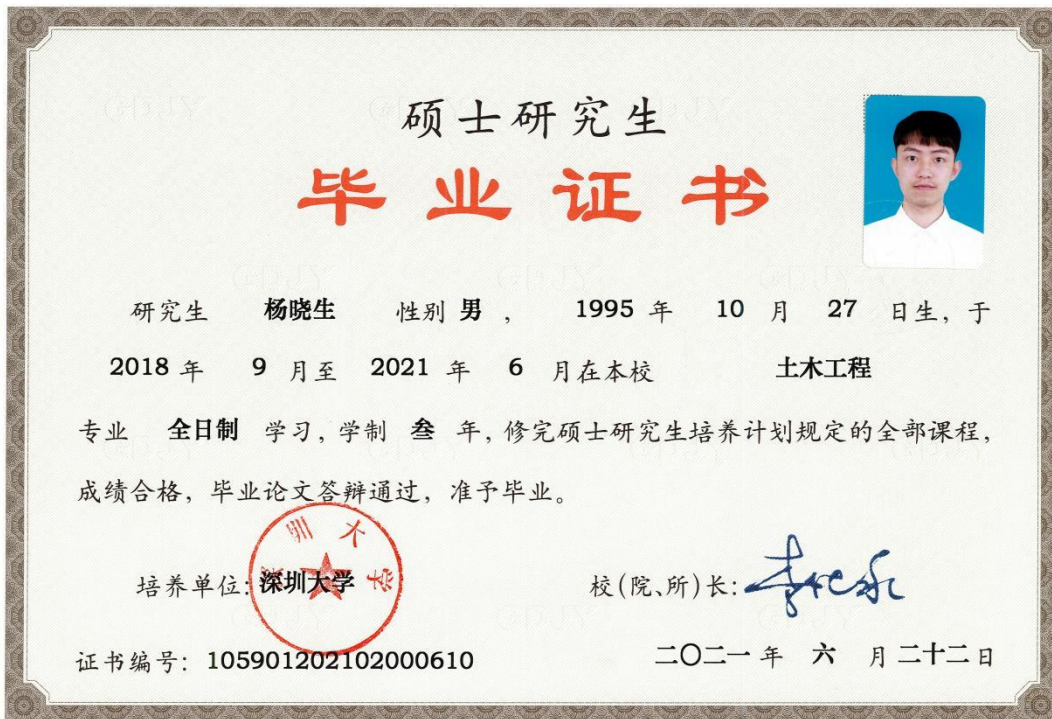 硕士研究生
毕业证书
研究生 杨晓生 性别 男 , 1995 年 10 月 27 日生, 于
2018 年 9 月至 2021 年 6 月在本校 土木工程
专业 全日制 学习, 学制 叁 年, 修完硕士研究生培养计划规定的全部课程,
成绩合格, 毕业论文答辩通过, 准予毕业。
深圳大学
培养单位: 深圳大学
校(院、所)长:
证书编号: 105901202102000610
二〇二一 年 六 月 二十二 日